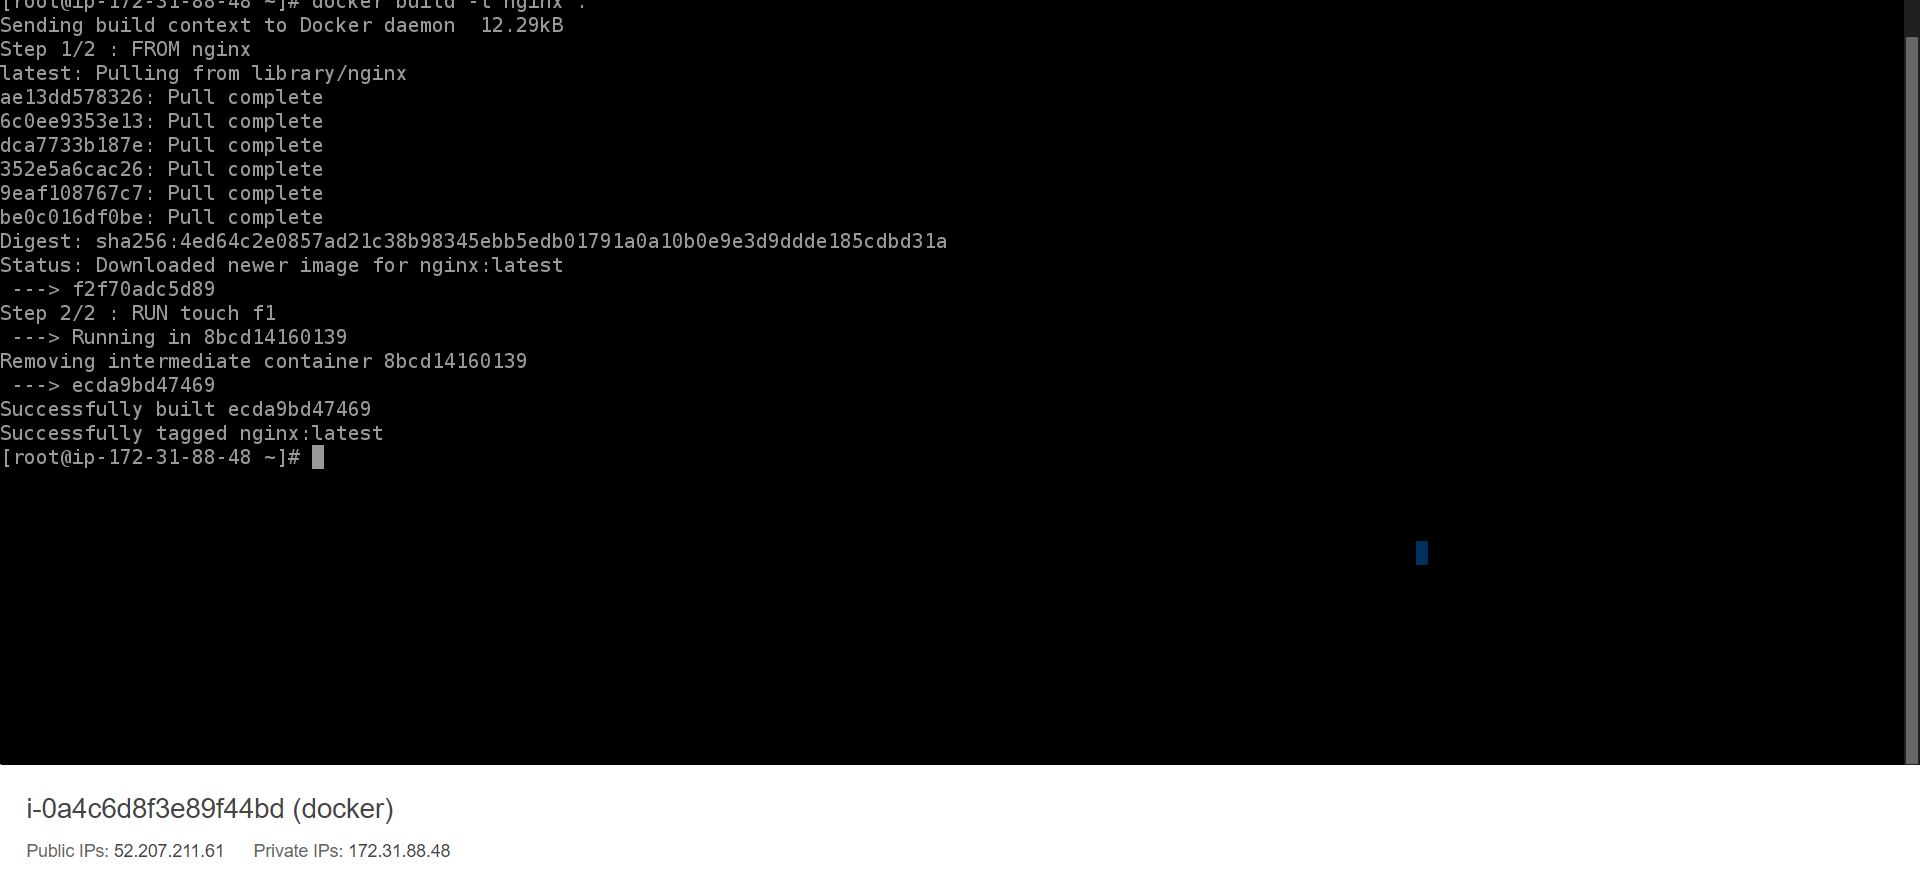 [root@ip-172-31-88-48 ~]# docker build -t nginx .
Sending build context to Docker daemon  12.29kB
Step 1/2 : FROM nginx
latest: Pulling from library/nginx
ae13dd578326: Pull complete
6c0ee9353e13: Pull complete
dca7733b187e: Pull complete
352e5a6cac26: Pull complete
9eaf108767c7: Pull complete
be0c016df0be: Pull complete
Digest: sha256:4ed64c2e0857ad21c38b98345ebb5edb01791a0a10b0e9e3d9ddde185cdbd31a
Status: Downloaded newer image for nginx:latest
 ---> f2f70adc5d89
Step 2/2 : RUN touch f1
 ---> Running in 8bcd14160139
Removing intermediate container 8bcd14160139
 ---> ecda9bd47469
Successfully built ecda9bd47469
Successfully tagged nginx:latest
[root@ip-172-31-88-48 ~]#
i-0a4c6d8f3e89f44bd (docker)
Public IPs: 52.207.211.61 Private IPs: 172.31.88.48